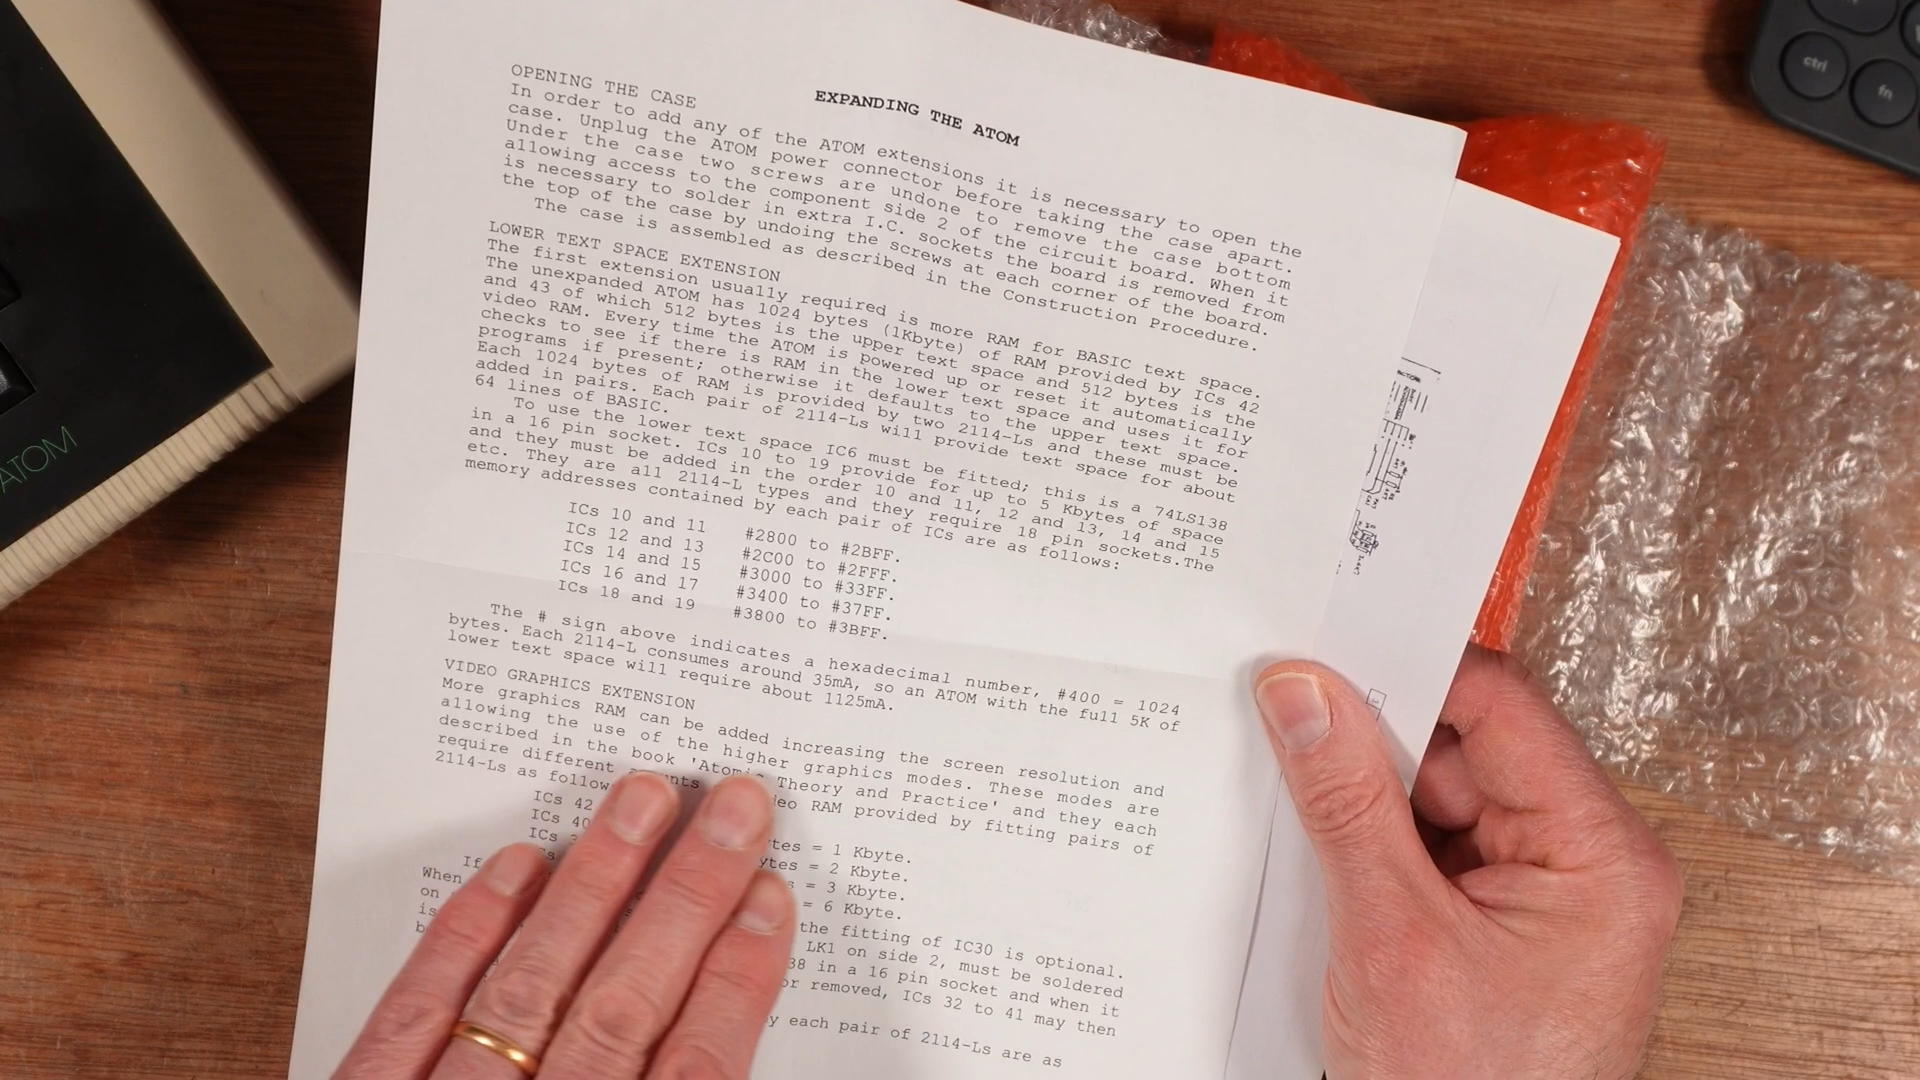 EXPANDING THE ATOM
OPENING THE CASE
In order to add any of the ATOM extensions it is necessary to open the
case. Unplug the ATOM power connector before taking the case apart.
Under the case two screws are undone to remove the case bottom
allowing access to the component side 2 of the circuit board. When it
is necessary to solder in extra I.C. sockets the board is removed from
the top of the case by undoing the screws at each corner of the board.
The case is assembled as described in the Construction Procedure.
LOWER TEXT SPACE EXTENSION
The first extension usually required is more RAM for BASIC text space.
The unexpanded ATOM has 1024 bytes (1Kbyte) of RAM provided by ICs 42
and 43 of which 512 bytes is the upper text space and 512 bytes is the
video RAM. Every time the ATOM is powered up or reset it automatically
checks to see if there is RAM in the lower text space and uses it for
programs if present; otherwise it defaults to the upper text space.
Each 1024 bytes of RAM is provided by two 2114-Ls and these must be
added in pairs. Each pair of 2114-Ls will provide text space for about
64 lines of BASIC.
To use the lower text space IC6 must be fitted; this is a 74LS138
in a 16 pin socket. ICs 10 to 19 provide for up to 5 Kbytes of space
and they must be added in the order 10 and 11, 12 and 13, 14 and 15
etc. They are all 2114-L types and they require 18 pin sockets.The
memory addresses contained by each pair of ICs are as follows:
ICs 10 and 11 #2800 to #2BFF.
ICs 12 and 13 #2C00 to #2FFF.
ICs 14 and 15 #3000 to #33FF.
ICs 16 and 17 #3400 to #37FF.
ICs 18 and 19 #3800 to #3BFF.
The # sign above indicates a hexadecimal number, #400 = 1024
bytes. Each 2114-L consumes around 35mA, so an ATOM with the full 5K of
lower text space will require about 1125mA.
VIDEO GRAPHICS EXTENSION
More graphics RAM can be added increasing the screen resolution and
allowing the use of the higher graphics modes. These modes are
described in the book 'Atomic Theory and Practice' and they each
require different amounts video RAM provided by fitting pairs of
2114-Ls as follow
ICs 42 ytes = 1 Kbyte.
ICs 40 ytes = 2 Kbyte.
ICs 3 s = 3 Kbyte.
= 6 Kbyte.
If the fitting of IC30 is optional.
When LK1 on side 2, must be soldered
on 38 in a 16 pin socket and when it
is or removed, ICs 32 to 41 may then
by each pair of 2114-Ls are as
ATOM
ctrl
fn